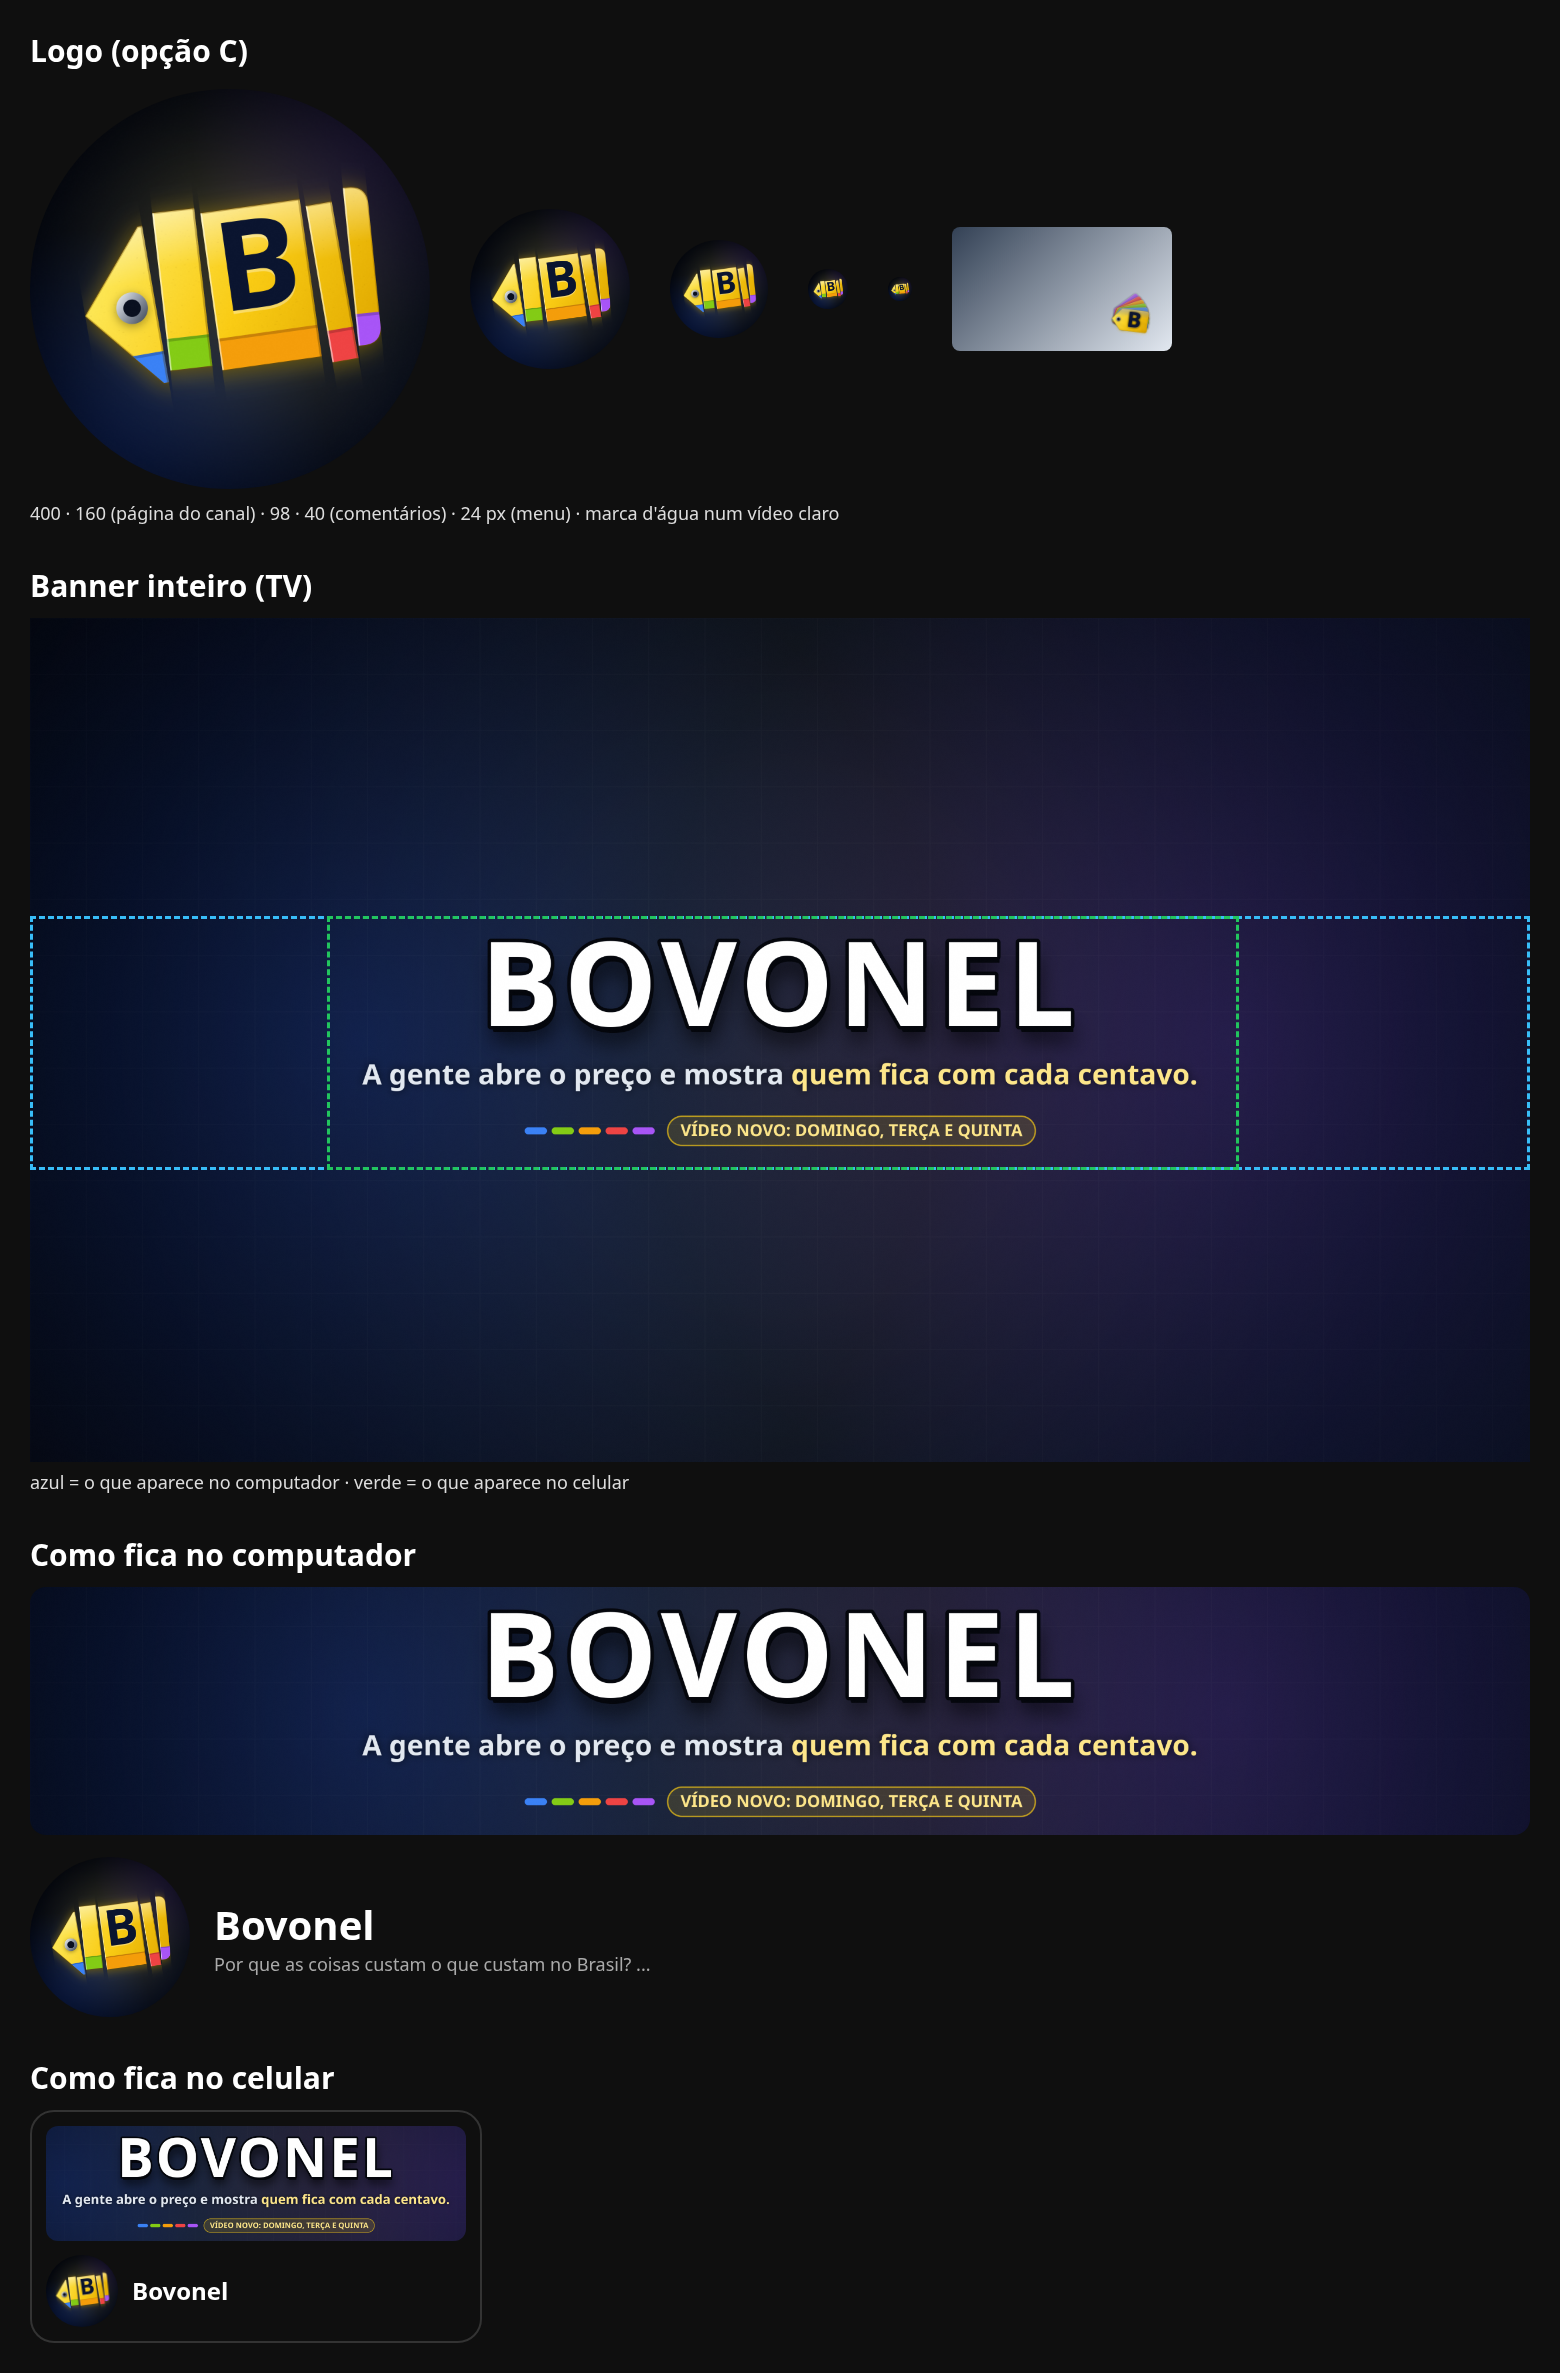 Logo (opção C)
B
B
B
B
B
B
400 · 160 (página do canal) · 98 · 40 (comentários) · 24 px (menu) · marca d'água num vídeo claro
Banner inteiro (TV)
BOVONEL
A gente abre o preço e mostra quem fica com cada centavo.
VÍDEO NOVO: DOMINGO, TERÇA E QUINTA
azul = o que aparece no computador · verde = o que aparece no celular
Como fica no computador
BOVONEL
A gente abre o preço e mostra quem fica com cada centavo.
VÍDEO NOVO: DOMINGO, TERÇA E QUINTA
B
Bovonel
Por que as coisas custam o que custam no Brasil? ...
Como fica no celular
BOVONEL
A gente abre o preço e mostra quem fica com cada centavo.
VÍDEO NOVO: DOMINGO, TERÇA E QUINTA
B
Bovonel